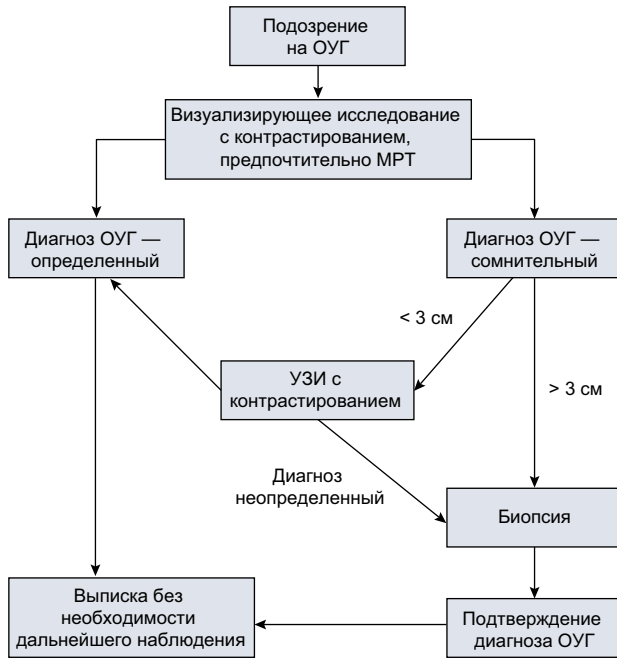 Подозрение
на ОУГ
Визуализирующее исследование
с контрастированием,
предпочтительно МРТ
Диагноз ОУГ —
определенный
Диагноз ОУГ —
сомнительный
< 3 см
УЗИ с
контрастированием
> 3 см
Диагноз
неопределенный
Биопсия
Выписка без
необходимости
дальнейшего наблюдения
Подтверждение
диагноза ОУГ